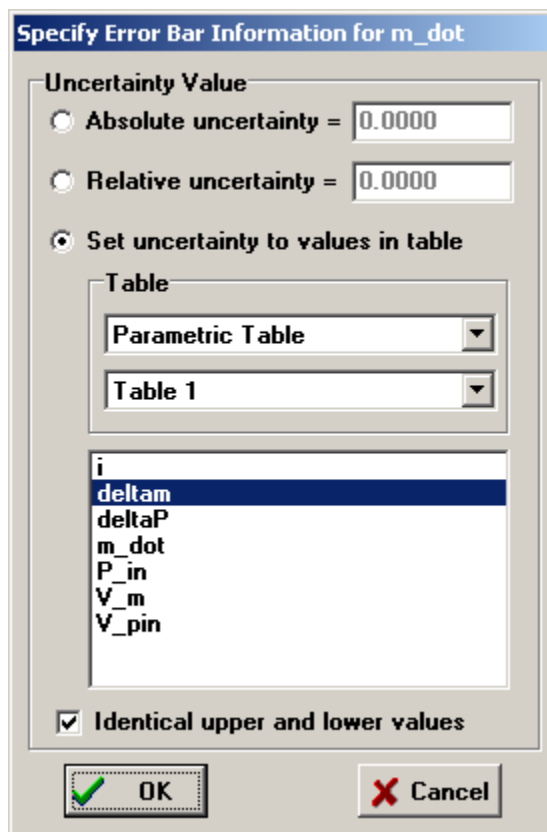 Specify Error Bar Information for m_dot
Uncertainty Value
Absolute uncertainty = 0.0000
Relative uncertainty = 0.0000
Set uncertainty to values in table
Table
Parametric Table
Table 1
i
deltam
deltaP
m_dot
P_in
V_m
V_pin
Identical upper and lower values
OK Cancel